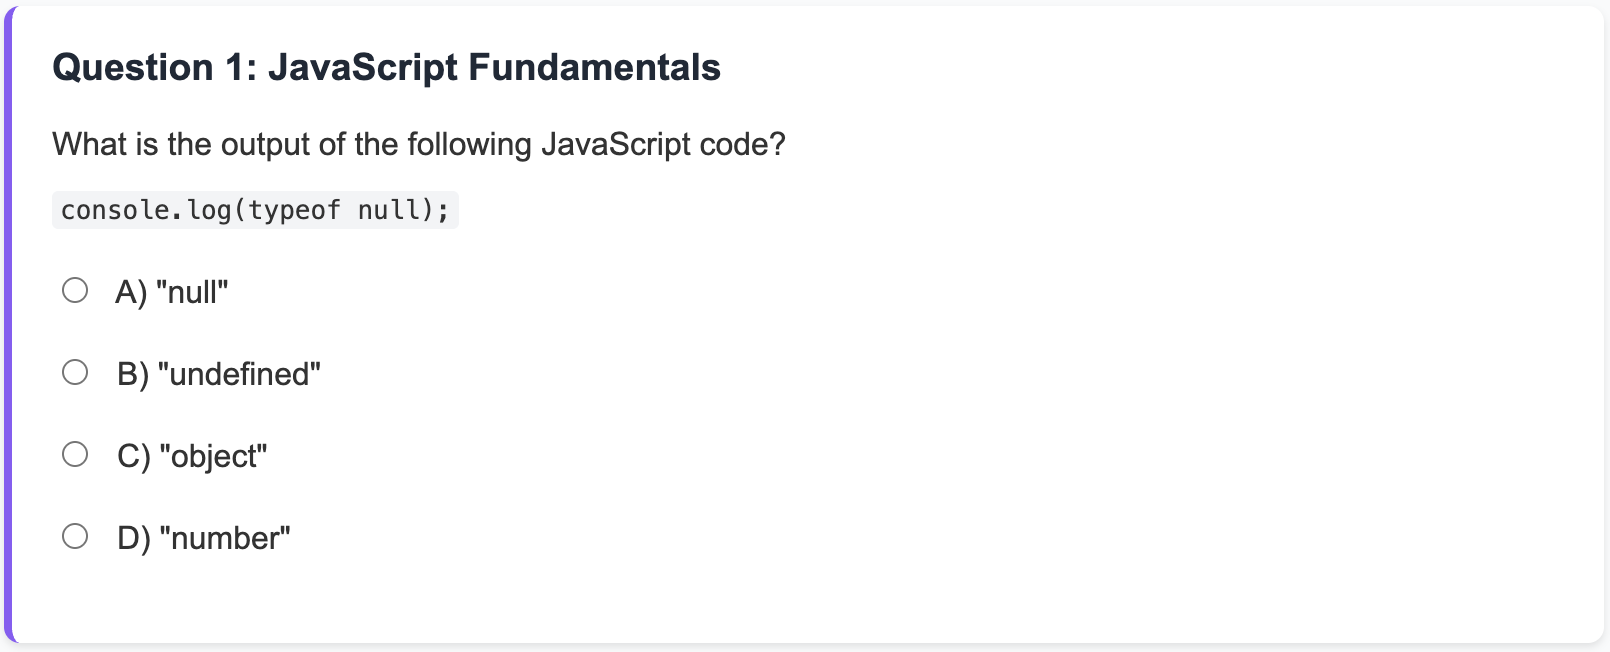 Question 1: JavaScript Fundamentals
What is the output of the following JavaScript code?
console.log(typeof null);
A) "null"
B) "undefined"
C) "object"
D) "number"